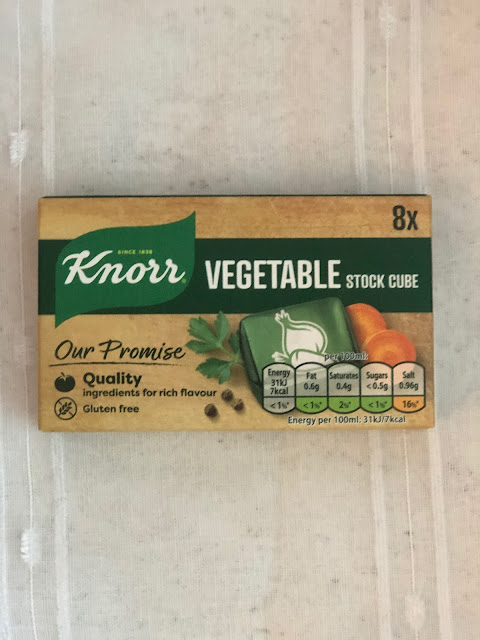 8x
SINCE 1838
Knorr
VEGETABLE STOCK CUBE
Our Promise
Quality
ingredients for rich flavour
Gluten free
per 100ml:
Energy Fat Saturates Sugars Salt
31kJ 0.6g 0.4g <0.5g 0.96g
7kcal
<1%* <1%* 2%* <1%* 16%*
Energy per 100ml: 31kJ/7kcal